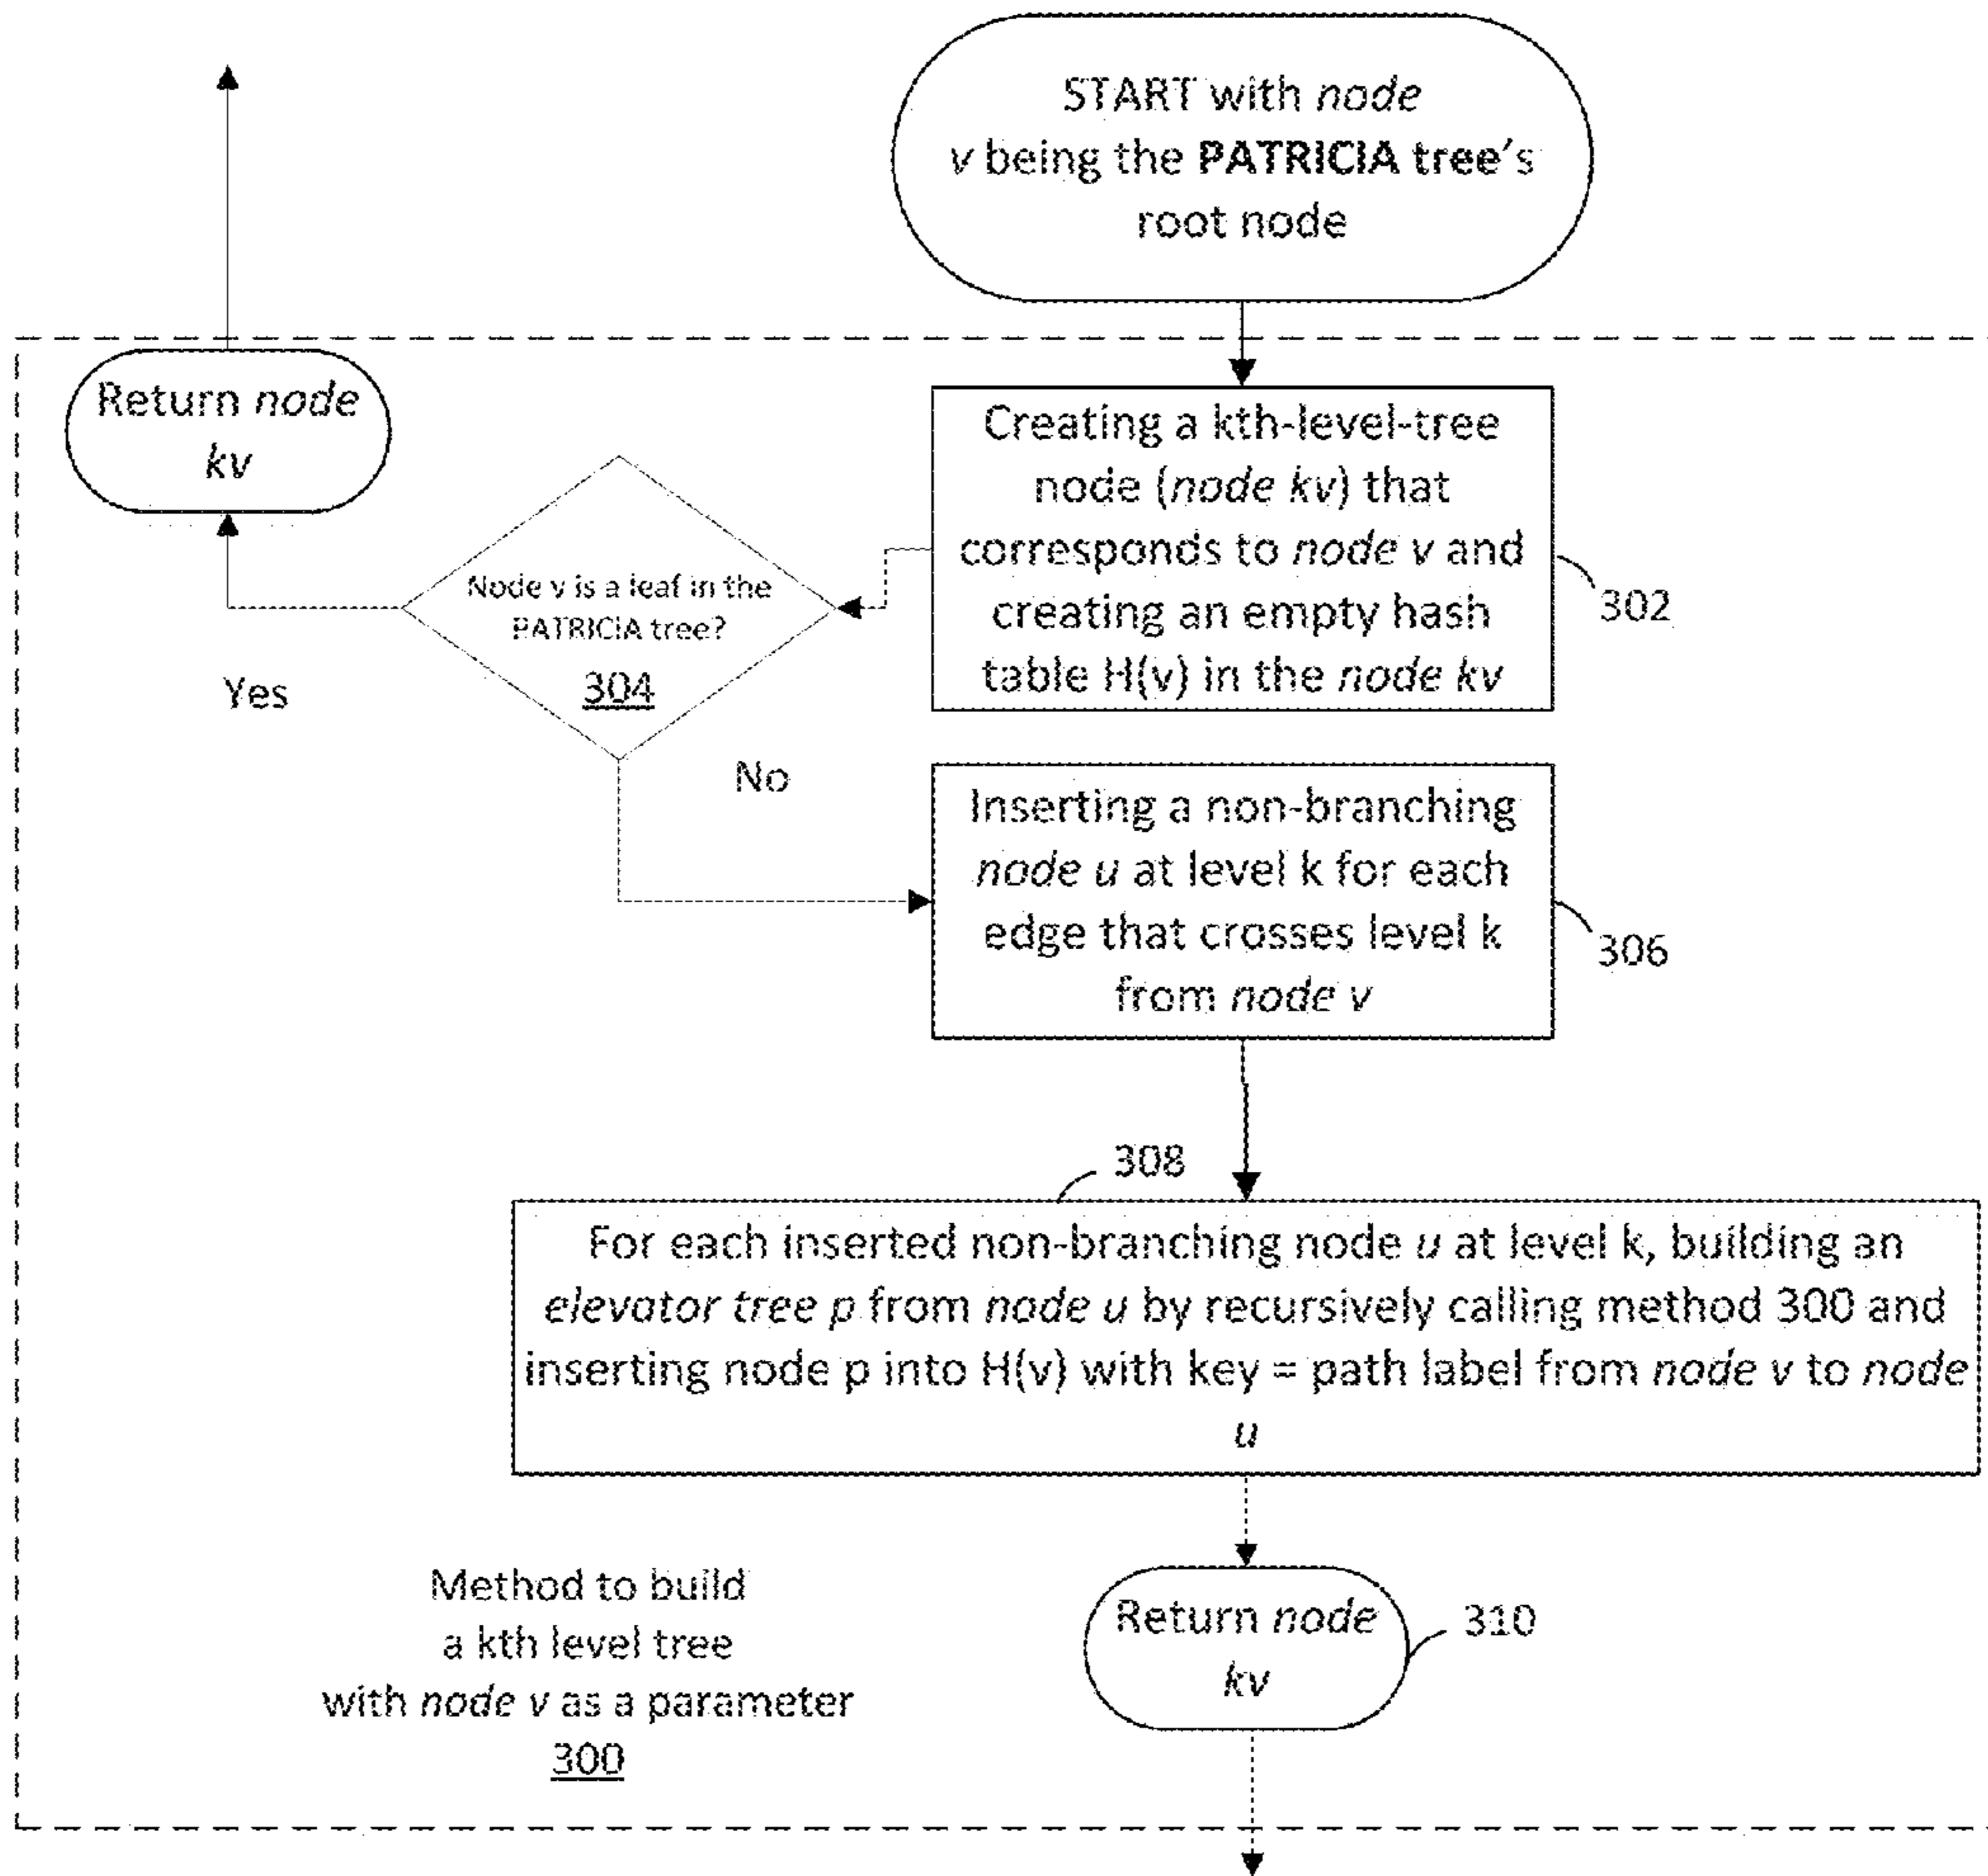 START with node
v being the PATRICIA tree's
root node
Return node
kv
Creating a kth-level-tree
node (node kv) that
corresponds to node v and
creating an empty hash
table H(v) in the node kv
302
Node v is a leaf in the
PATRICIA tree?
304
Yes
No
Inserting a non-branching
node u at level k for each
edge that crosses level k
from node v
306
308
For each inserted non-branching node u at level k, building an
elevator tree p from node u by recursively calling method 300 and
inserting node p into H(v) with key = path label from node v to node
u
Method to build
a kth level tree
with node v as a parameter
300
Return node
kv
310